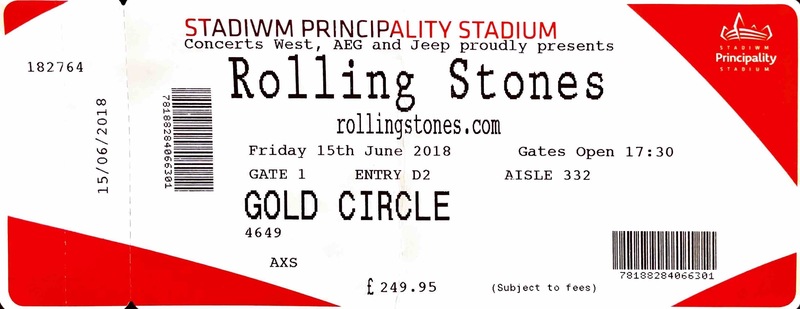 182764
15/06/2018
78188284066301
STADIWM PRINCIPALITY STADIUM
Concerts West, AEG and Jeep proudly presents
Rolling Stones
rollingstones.com
Friday 15th June 2018 Gates Open 17:30
GATE 1 ENTRY D2 AISLE 332
GOLD CIRCLE
4649
AXS
£ 249.95 (Subject to fees)
STADIWM
Principality
STADIUM
78188284066301